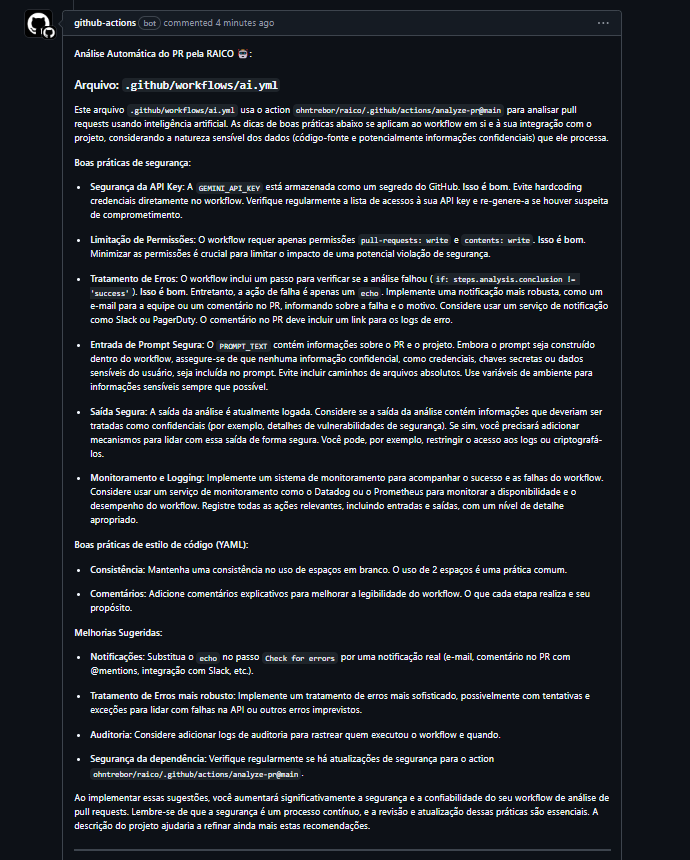 github-actions bot commented 4 minutes ago ...
Análise Automática do PR pela RAICO 🤖:
Arquivo: .github/workflows/ai.yml
Este arquivo .github/workflows/ai.yml usa o action ohntrebor/raico/.github/actions/analyze-pr@main para analisar pull
requests usando inteligência artificial. As dicas de boas práticas abaixo se aplicam ao workflow em si e à sua integração com o
projeto, considerando a natureza sensível dos dados (código-fonte e potencialmente informações confidenciais) que ele processa.
Boas práticas de segurança:
• Segurança da API Key: A GEMINI_API_KEY está armazenada como um segredo do GitHub. Isso é bom. Evite hardcoding
credenciais diretamente no workflow. Verifique regularmente a lista de acessos à sua API key e re-genere-a se houver suspeita
de comprometimento.
• Limitação de Permissões: O workflow requer apenas permissões pull-requests: write e contents: write. Isso é bom.
Minimizar as permissões é crucial para limitar o impacto de uma potencial violação de segurança.
• Tratamento de Erros: O workflow inclui um passo para verificar se a análise falhou ( if: steps.analysis.conclusion !=
'success' ). Isso é bom. Entretanto, a ação de falha é apenas um echo. Implemente uma notificação mais robusta, como um
e-mail para a equipe ou um comentário no PR, informando sobre a falha e o motivo. Considere usar um serviço de notificação
como Slack ou PagerDuty. O comentário no PR deve incluir um link para os logs de erro.
• Entrada de Prompt Segura: O PROMPT_TEXT contém informações sobre o PR e o projeto. Embora o prompt seja construído
dentro do workflow, assegure-se de que nenhuma informação confidencial, como credenciais, chaves secretas ou dados
sensíveis do usuário, seja incluída no prompt. Evite incluir caminhos de arquivos absolutos. Use variáveis de ambiente para
informações sensíveis sempre que possível.
• Saída Segura: A saída da análise é atualmente logada. Considere se a saída da análise contém informações que deveriam ser
tratadas como confidenciais (por exemplo, detalhes de vulnerabilidades de segurança). Se sim, você precisará adicionar
mecanismos para lidar com essa saída de forma segura. Você pode, por exemplo, restringir o acesso aos logs ou criptografá-
los.
• Monitoramento e Logging: Implemente um sistema de monitoramento para acompanhar o sucesso e as falhas do workflow.
Considere usar um serviço de monitoramento como o Datadog ou o Prometheus para monitorar a disponibilidade e o
desempenho do workflow. Registre todas as ações relevantes, incluindo entradas e saídas, com um nível de detalhe
apropriado.
Boas práticas de estilo de código (YAML):
• Consistência: Mantenha uma consistência no uso de espaços em branco. O uso de 2 espaços é uma prática comum.
• Comentários: Adicione comentários explicativos para melhorar a legibilidade do workflow. O que cada etapa realiza e seu
propósito.
Melhorias Sugeridas:
• Notificações: Substitua o echo no passo Check for errors por uma notificação real (e-mail, comentário no PR com
@mentions, integração com Slack, etc.).
• Tratamento de Erros mais robusto: Implemente um tratamento de erros mais sofisticado, possivelmente com tentativas e
exceções para lidar com falhas na API ou outros erros imprevistos.
• Auditoria: Considere adicionar logs de auditoria para rastrear quem executou o workflow e quando.
• Segurança da dependência: Verifique regularmente se há atualizações de segurança para o action
ohntrebor/raico/.github/actions/analyze-pr@main.
Ao implementar essas sugestões, você aumentará significativamente a segurança e a confiabilidade do seu workflow de análise de
pull requests. Lembre-se de que a segurança é um processo contínuo, e a revisão e atualização dessas práticas são essenciais. A
descrição do projeto ajudaria a refinar ainda mais estas recomendações.